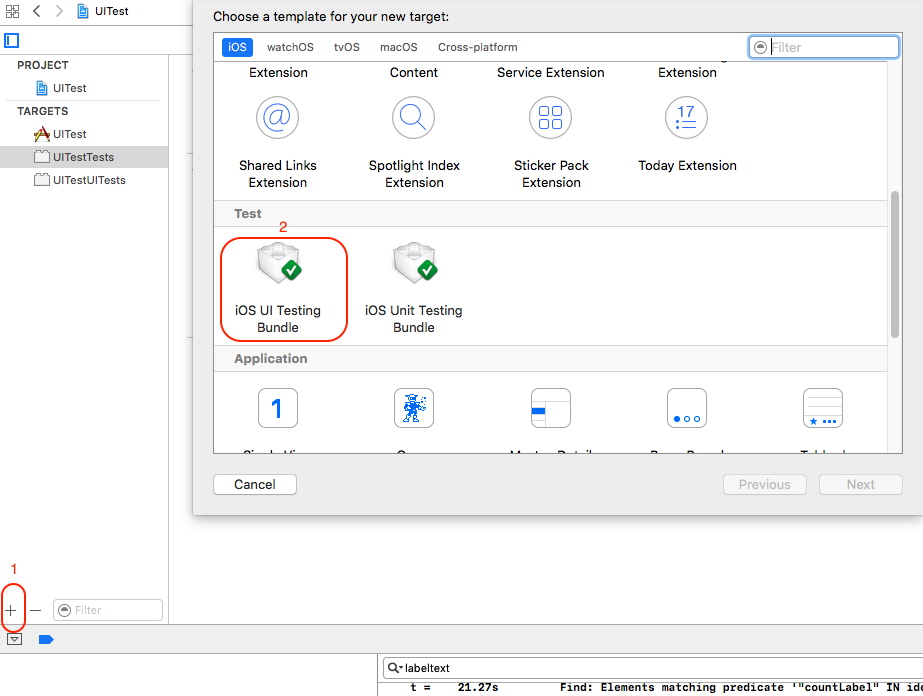 UITest
Choose a template for your new target:
iOS watchOS tvOS macOS Cross-platform
Filter
PROJECT
UITest
TARGETS
UITest
UITestTests
UITestUITests
Extension
Content
Service Extension
Extension
17
Shared Links
Extension
Spotlight Index
Extension
Sticker Pack
Extension
Today Extension
Test
2
iOS UI Testing
Bundle
iOS Unit Testing
Bundle
Application
1
Cancel
Previous
Next
1
Filter
labeltext
t = 21.27s Find: Elements matching predicate '"countLabel" IN